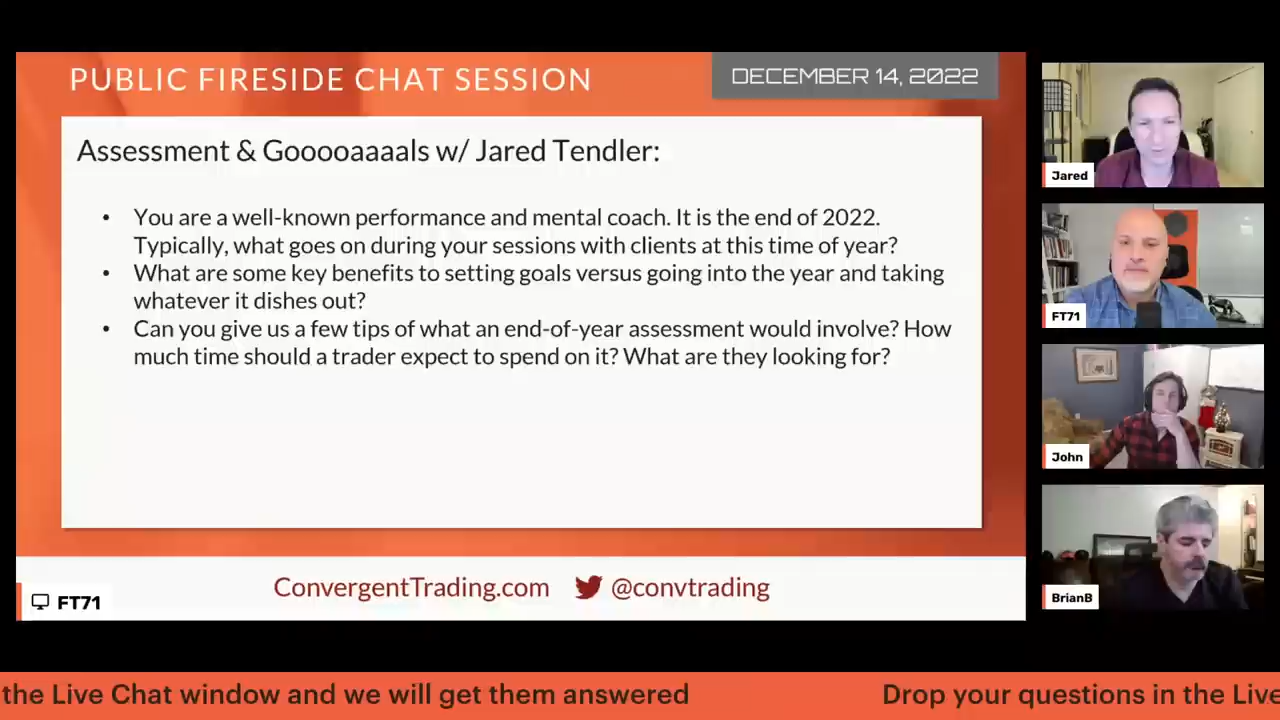 PUBLIC FIRESIDE CHAT SESSION
DECEMBER 14, 2022
Assessment & Gooooaaaals w/ Jared Tendler:
• You are a well-known performance and mental coach. It is the end of 2022.
Typically, what goes on during your sessions with clients at this time of year?
• What are some key benefits to setting goals versus going into the year and taking
whatever it dishes out?
• Can you give us a few tips of what an end-of-year assessment would involve? How
much time should a trader expect to spend on it? What are they looking for?
ConvergentTrading.com @convtrading
FT71
Jared
FT71
John
BrianB
the Live Chat window and we will get them answered
Drop your questions in the Live